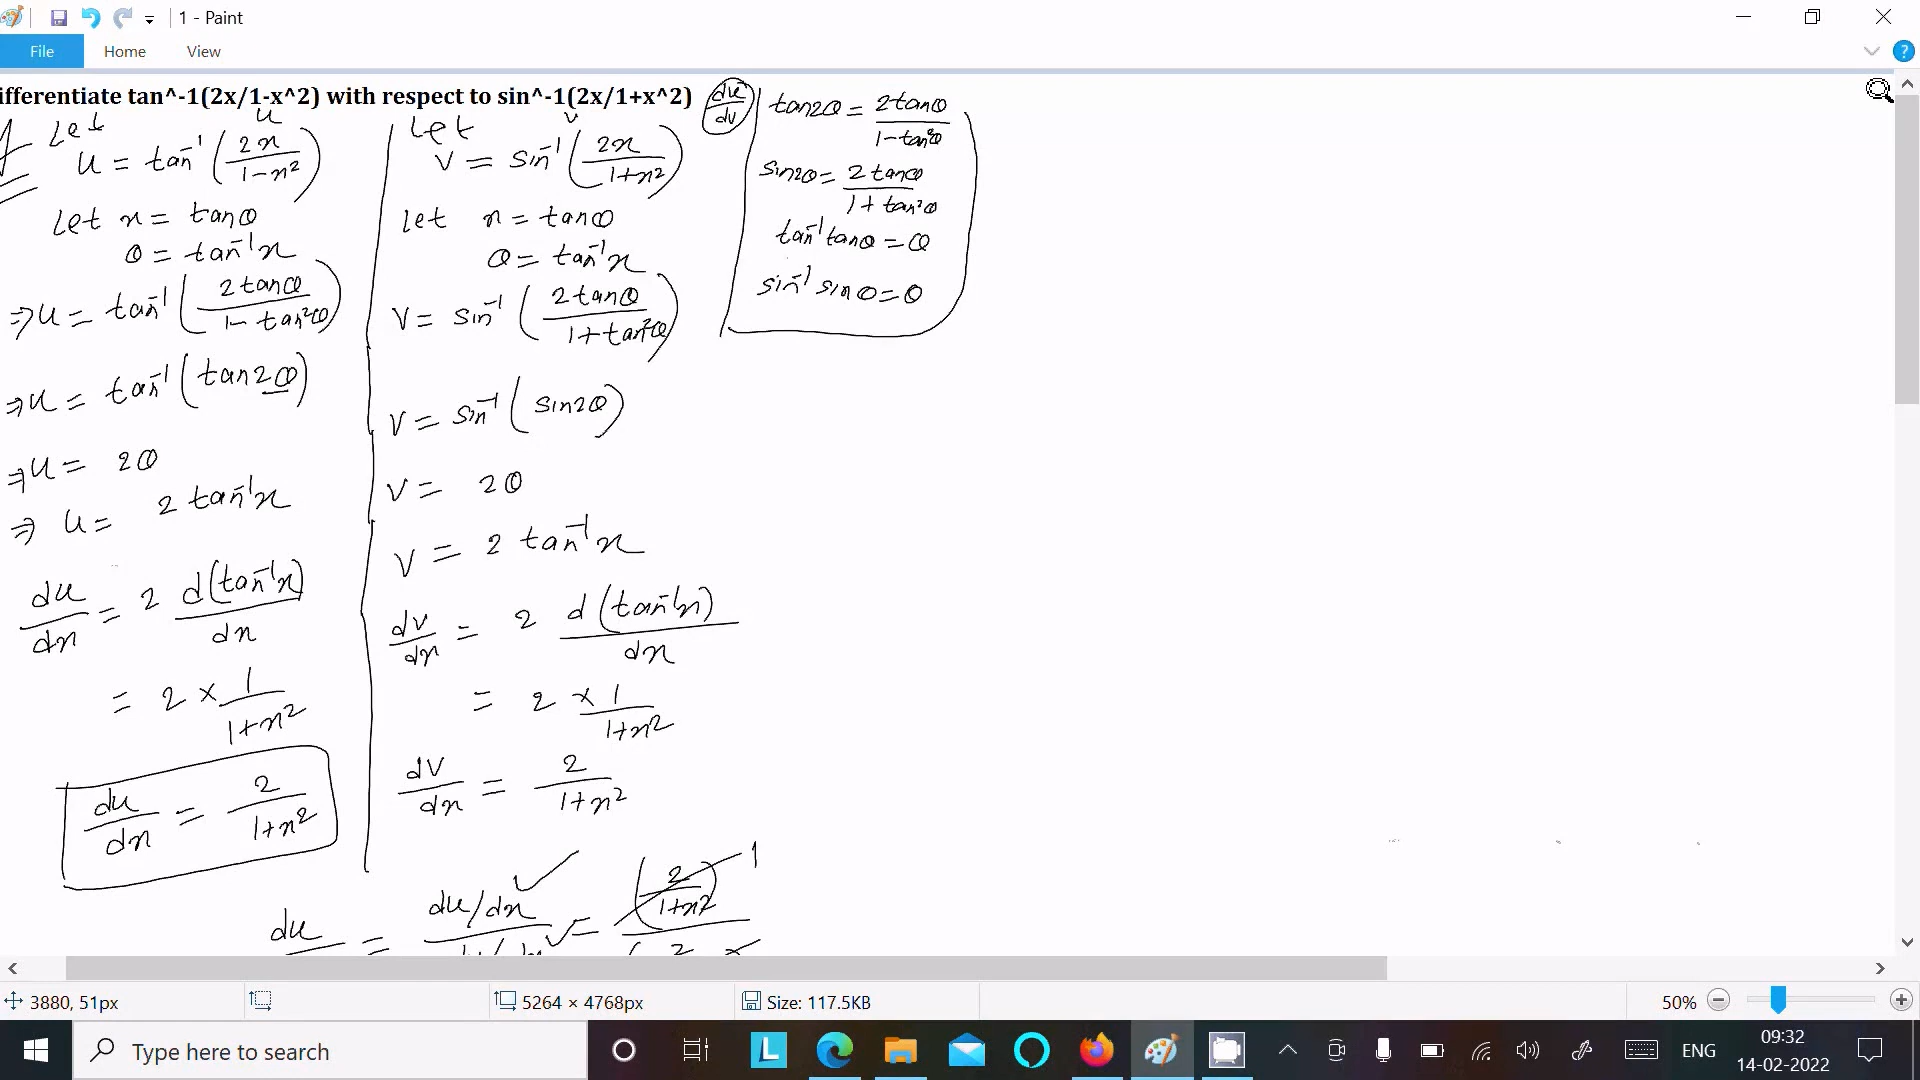 1 - Paint
File Home View
ifferentiate tan^-1(2x/1-x^2) with respect to sin^-1(2x/1+x^2)
u v du/dv
Let
u = tan⁻¹(2x/1-x²)
Let x = tanθ
θ = tan⁻¹x
⇒ u = tan⁻¹(2tanθ/1-tan²θ)
⇒ u = tan⁻¹(tan2θ)
⇒ u = 2θ
⇒ u = 2 tan⁻¹x
du/dx = 2 d(tan⁻¹x)/dx
= 2 × 1/1+x²
du/dx = 2/1+x²
Let
v = sin⁻¹(2x/1+x²)
Let x = tanθ
θ = tan⁻¹x
v = sin⁻¹(2tanθ/1+tan²θ)
v = sin⁻¹(sin2θ)
v = 2θ
v = 2 tan⁻¹x
dv/dx = 2 d(tan⁻¹x)/dx
= 2 × 1/1+x²
dv/dx = 2/1+x²
tan2θ = 2tanθ/1-tan²θ
sin2θ = 2tanθ/1+tan²θ
tan⁻¹tanθ = θ
sin⁻¹sinθ = θ
du = du/dx = (2/1+x²) 1
3880, 51px
5264 × 4768px
Size: 117.5KB
50%
Type here to search
L
ENG
09:32
14-02-2022